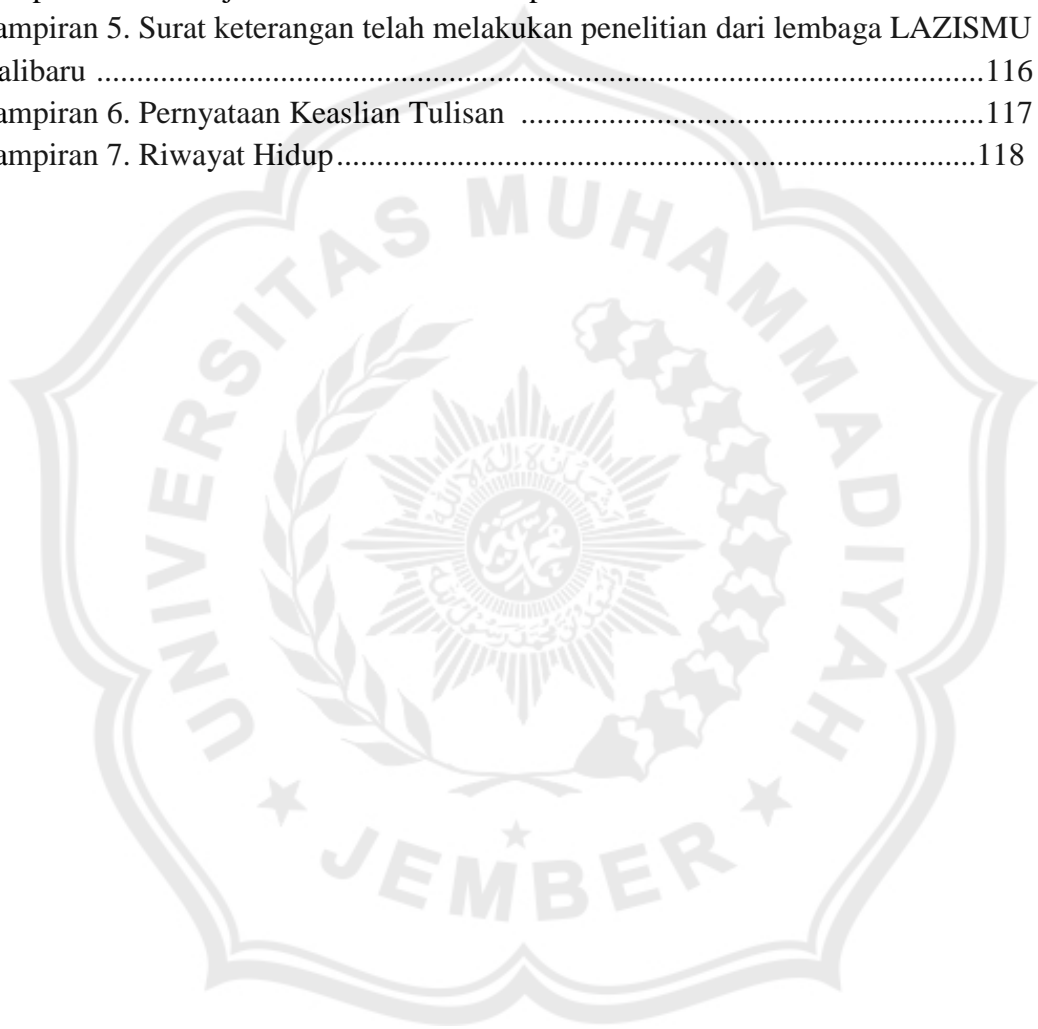 ampiran 5. Surat keterangan telah melakukan penelitian dari lembaga LAZISMU
alibaru ...............................................................................................................116
ampiran 6. Pernyataan Keaslian Tulisan ..........................................................117
ampiran 7. Riwayat Hidup................................................................................118
UNIVERSITAS MUHAMMADIYAH
JEMBER